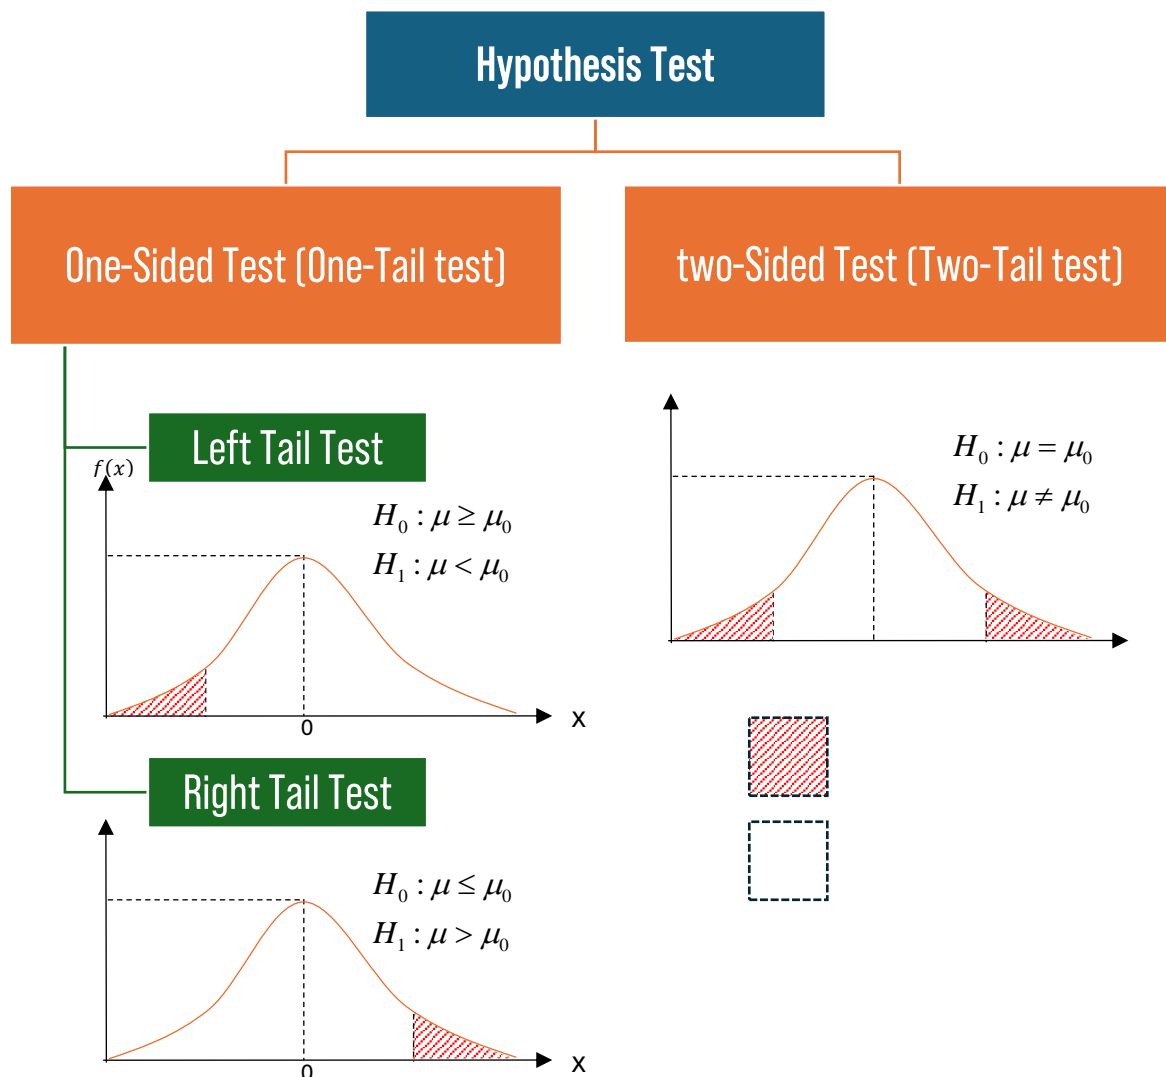 Hypothesis Test
One-Sided Test (One-Tail test)
two-Sided Test (Two-Tail test)
Left Tail Test
f(x)
H₀ : μ ≥ μ₀
H₁ : μ < μ₀
0
x
Right Tail Test
H₀ : μ ≤ μ₀
H₁ : μ > μ₀
0
x
H₀ : μ = μ₀
H₁ : μ ≠ μ₀